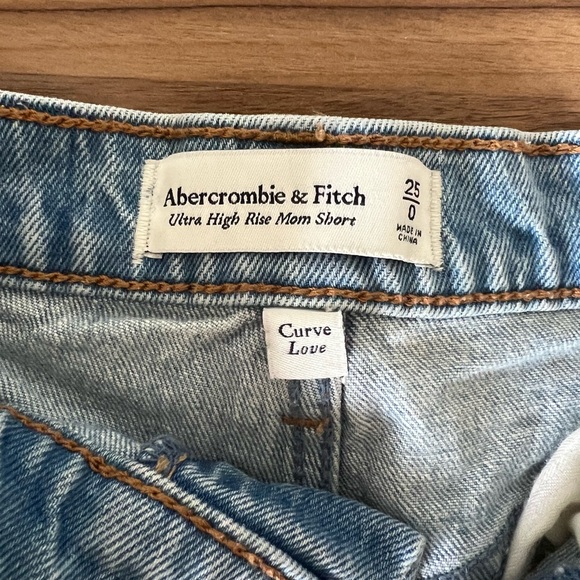 Abercrombie & Fitch
Ultra High Rise Mom Short
25
0
MADE IN
CHINA
Curve
Love